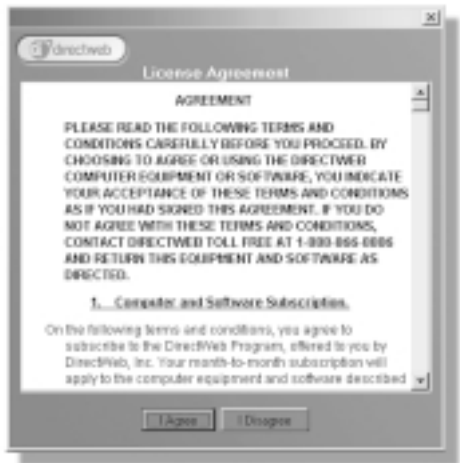 directweb
License Agreement
AGREEMENT
PLEASE READ THE FOLLOWING TERMS AND
CONDITIONS CAREFULLY BEFORE YOU PROCEED. BY
CHOOSING TO AGREE OR USING THE DIRECTWEB
COMPUTER EQUIPMENT OR SOFTWARE, YOU INDICATE
YOUR ACCEPTANCE OF THESE TERMS AND CONDITIONS
AS IF YOU HAD SIGNED THIS AGREEMENT. IF YOU DO
NOT AGREE WITH THESE TERMS AND CONDITIONS,
CONTACT DIRECTWEB TOLL FREE AT
AND RETURN THIS EQUIPMENT AND SOFTWARE AS
DIRECTED.
1. Computer and Software Subscription.
On the following terms and conditions, you agree to
subscribe to the DirectWeb Program, offered to you by
DirectWeb, Inc. Your month-to-month subscription will
apply to the computer equipment and software described
I Agree
I Disagree